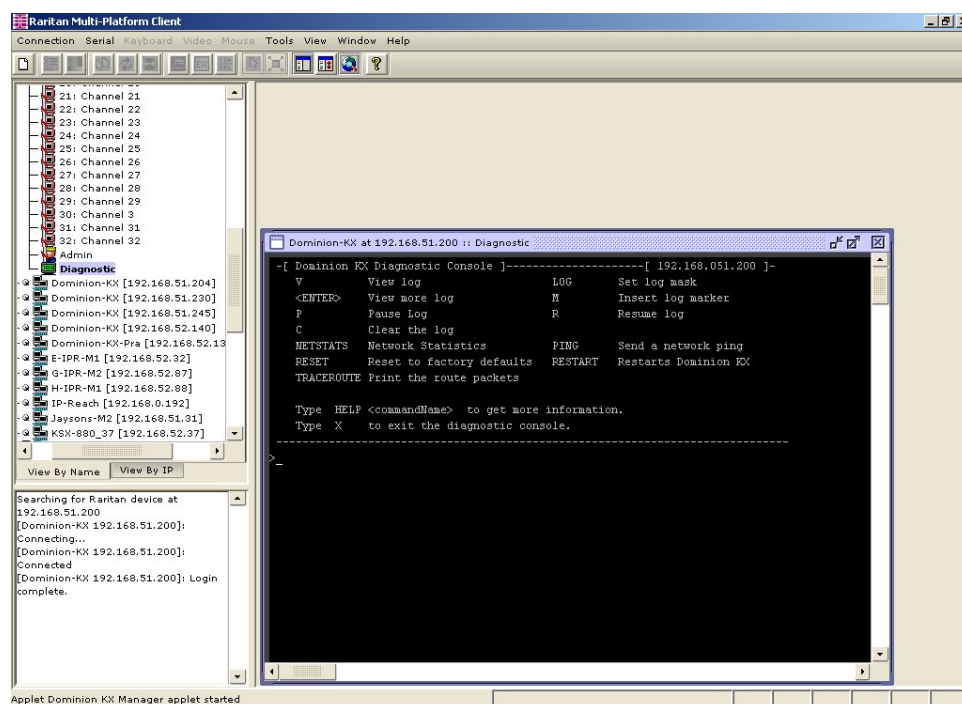 Raritan Multi-Platform Client
Connection Serial Keyboard Video Mouse Tools View Window Help
21: Channel 21
22: Channel 22
23: Channel 23
24: Channel 24
25: Channel 25
26: Channel 26
27: Channel 27
28: Channel 28
29: Channel 29
30: Channel 3
31: Channel 31
32: Channel 32
Admin
Diagnostic
Dominion-KX [192.168.51.204]
Dominion-KX [192.168.51.230]
Dominion-KX [192.168.51.245]
Dominion-KX [192.168.52.140]
Dominion-KX-Pra [192.168.52.13
E-IPR-M1 [192.168.52.32]
G-IPR-M2 [192.168.52.87]
H-IPR-M1 [192.168.52.88]
IP-Reach [192.168.0.192]
Jaysons-M2 [192.168.51.31]
KSX-880_37 [192.168.52.37]
View By Name View By IP
Searching for Raritan device at
192.168.51.200
[Dominion-KX 192.168.51.200]:
Connecting...
[Dominion-KX 192.168.51.200]:
Connected
[Dominion-KX 192.168.51.200]: Login
complete.
Dominion-KX at 192.168.51.200 :: Diagnostic
-[ Dominion KX Diagnostic Console ]---------------------[ 192.168.051.200 ]-
V View log LOG Set log mask
<ENTER> View more log M Insert log marker
P Pause Log R Resume log
C Clear the log
NETSTATS Network Statistics PING Send a network ping
RESET Reset to factory defaults RESTART Restarts Dominion KX
TRACEROUTE Print the route packets
Type HELP <commandName> to get more information.
Type X to exit the diagnostic console.
------------------------------------------------------------------------------
>_
Applet Dominion KX Manager applet started